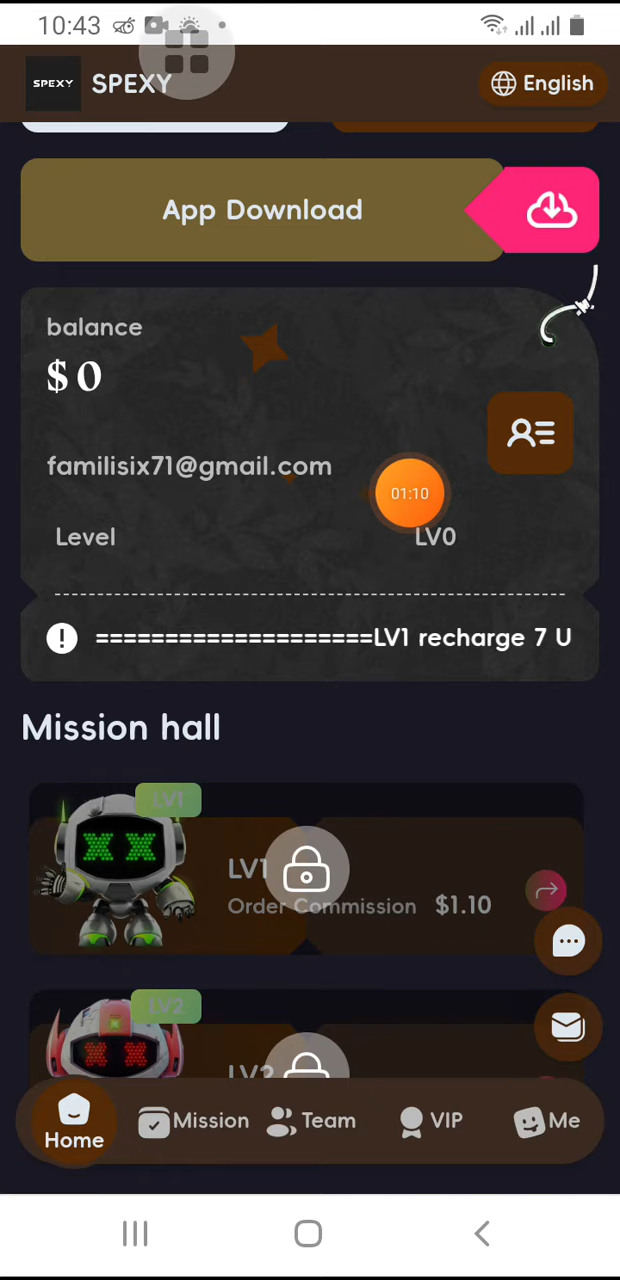 10:43
SPEXY
SPEXY
English
App Download
balance
$ 0
familisix71@gmail.com
01:10
Level
LV0
====================LV1 recharge 7 U
Mission hall
LV1
LV1
Order Commission $1.10
LV2
LV2
Home
Mission
Team
VIP
Me